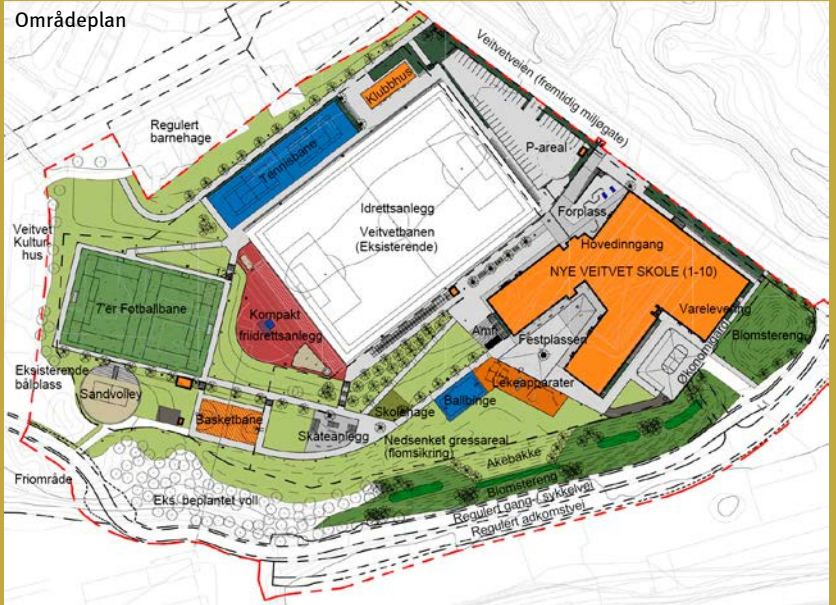 Områdeplan
Veitvetveien (fremtidig miljøgate)
Klubbhus
Regulert
barnehage
Tennisbane
P-areal
Idrettsanlegg
Veitvetbanen
(Eksisterende)
Forplass
Veitvet
Kultur-
hus
Hovedinngang
NYE VEITVET SKOLE (1-10)
7'er Fotballbane
Kompakt
friidrettsanlegg
Varelevering
Amfi
Festplassen
Blomstereng
Økonomigård
Eksisterende
bålplass
Sandvolley
Lekeapparater
Ballbinge
Skolehage
Basketbane
Skateanlegg
Nedsenket gressareal
(flomsikring)
Akebakke
Friområde
Eks. beplantet voll
Blomstereng
Regulert gang-/ sykkelvei
Regulert adkomstvei